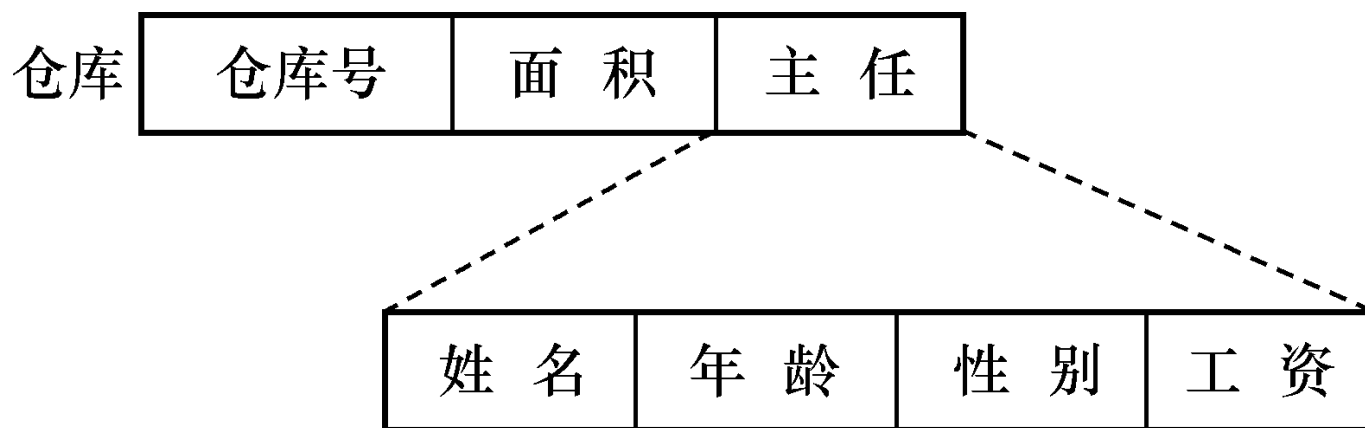 仓库 仓库号 面 积 主 任
姓 名 年 龄 性 别 工 资